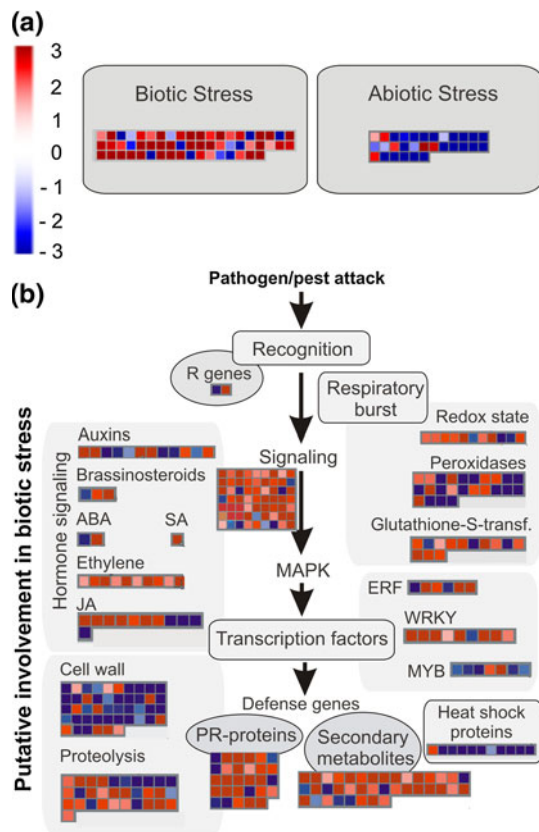 (a)
3
2
1
0
- 1
- 2
- 3
Biotic Stress
Abiotic Stress
(b)
Pathogen/pest attack
Recognition
R genes
Respiratory
burst
Putative involvement in biotic stress
Hormone signaling
Auxins
Brassinosteroids
ABA
SA
Ethylene
JA
Signaling
Redox state
Peroxidases
Glutathione-S-transf.
MAPK
ERF
WRKY
MYB
Transcription factors
Cell wall
Proteolysis
Defense genes
PR-proteins
Secondary
metabolites
Heat shock
proteins